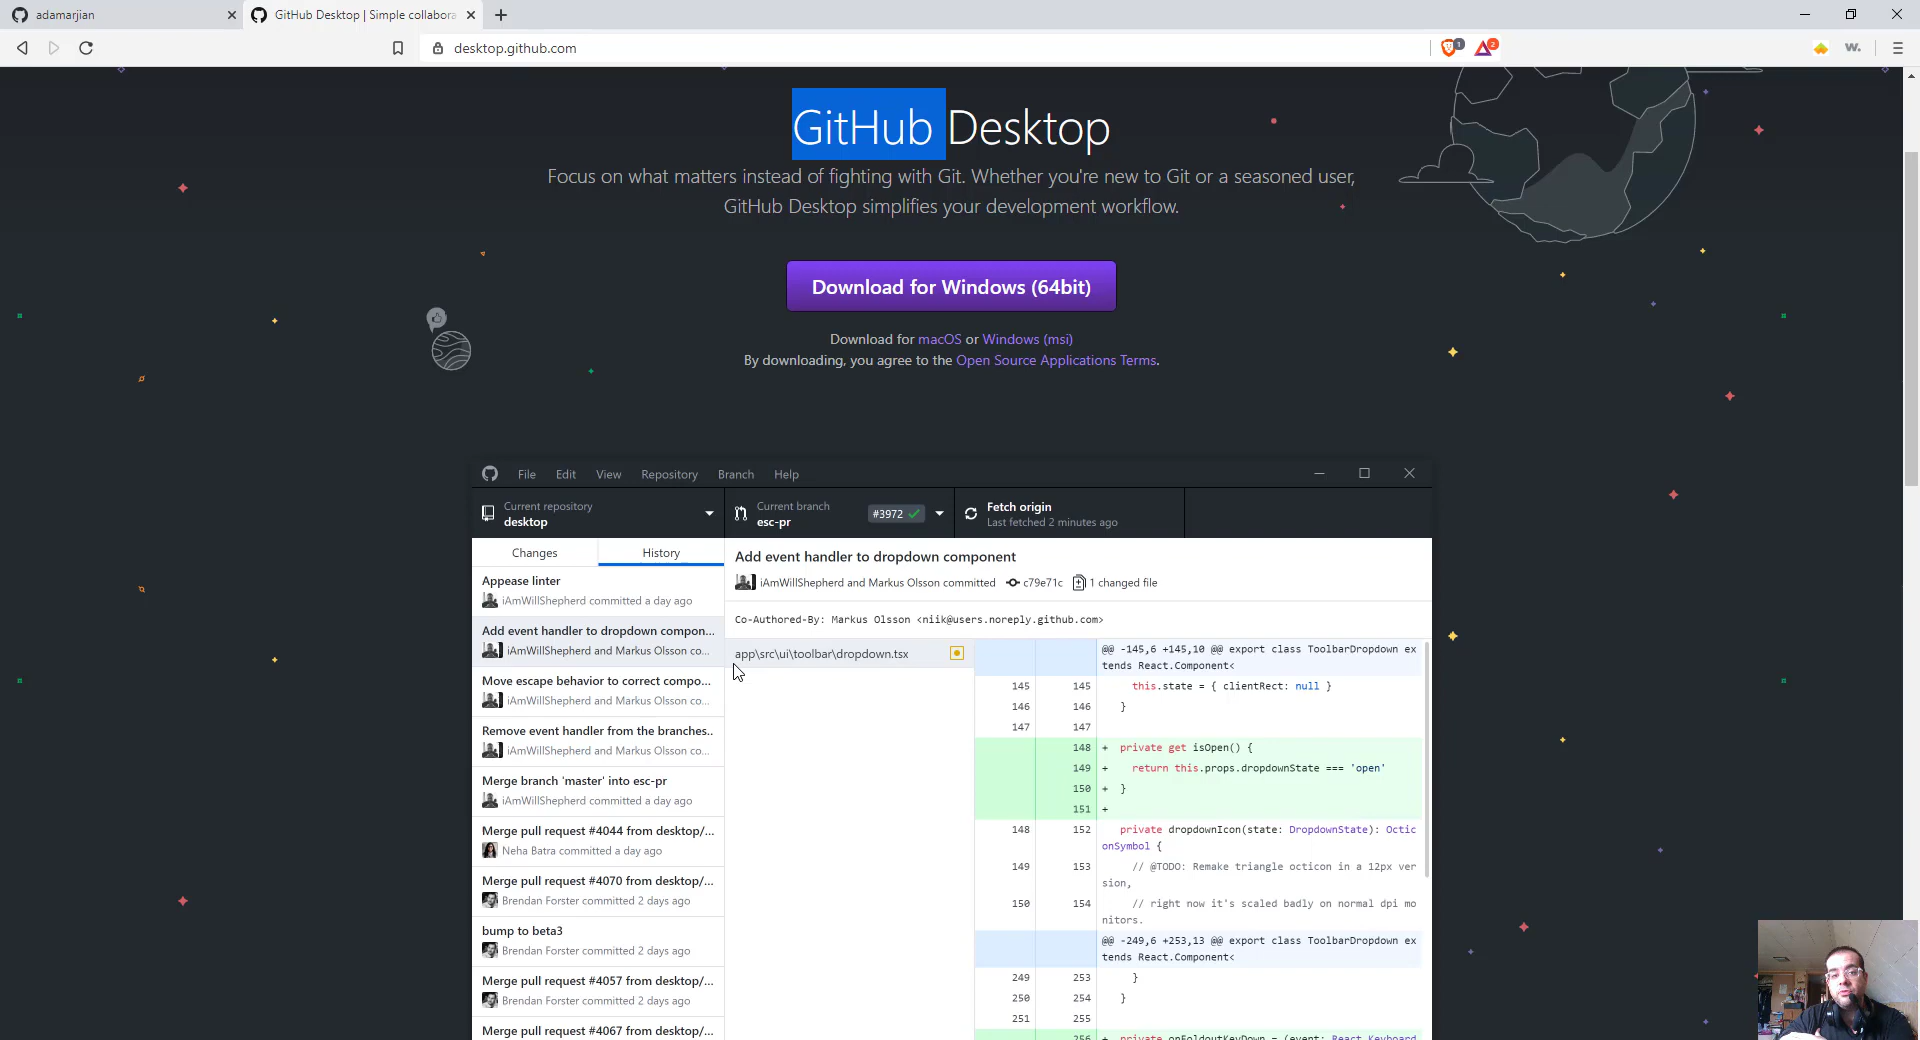 adamarjian
GitHub Desktop | Simple collabora
desktop.github.com
1
2
W.
GitHub Desktop
Focus on what matters instead of fighting with Git. Whether you're new to Git or a seasoned user,
GitHub Desktop simplifies your development workflow.
Download for Windows (64bit)
Download for macOS or Windows (msi)
By downloading, you agree to the Open Source Applications Terms.
File Edit View Repository Branch Help
Current repository
desktop
Current branch
esc-pr
#3972
Fetch origin
Last fetched 2 minutes ago
Changes
History
Appease linter
iAmWillShepherd committed a day ago
Add event handler to dropdown compon...
iAmWillShepherd and Markus Olsson co...
Move escape behavior to correct compo...
iAmWillShepherd and Markus Olsson co...
Remove event handler from the branches..
iAmWillShepherd and Markus Olsson co...
Merge branch 'master' into esc-pr
iAmWillShepherd committed a day ago
Merge pull request #4044 from desktop/...
Neha Batra committed a day ago
Merge pull request #4070 from desktop/...
Brendan Forster committed 2 days ago
bump to beta3
Brendan Forster committed 2 days ago
Merge pull request #4057 from desktop/...
Brendan Forster committed 2 days ago
Merge pull request #4067 from desktop/...
Add event handler to dropdown component
iAmWillShepherd and Markus Olsson committed c79e71c 1 changed file
Co-Authored-By: Markus Olsson <niik@users.noreply.github.com>
app\src\ui\toolbar\dropdown.tsx
@@ -145,6 +145,10 @@ export class ToolbarDropdown ex
tends React.Component<
145 145 this.state = { clientRect: null }
146 146 }
147 147
148 + private get isOpen() {
149 + return this.props.dropdownState === 'open'
150 + }
151 +
148 152 private dropdownIcon(state: DropdownState): Octic
onSymbol {
149 153 // @TODO: Remake triangle octicon in a 12px ver
sion,
150 154 // right now it's scaled badly on normal dpi mo
nitors.
@@ -249,6 +253,13 @@ export class ToolbarDropdown ex
tends React.Component<
249 253 }
250 254 }
251 255
256 + private onFoldoutKeyDown = (event: React.Keyboard